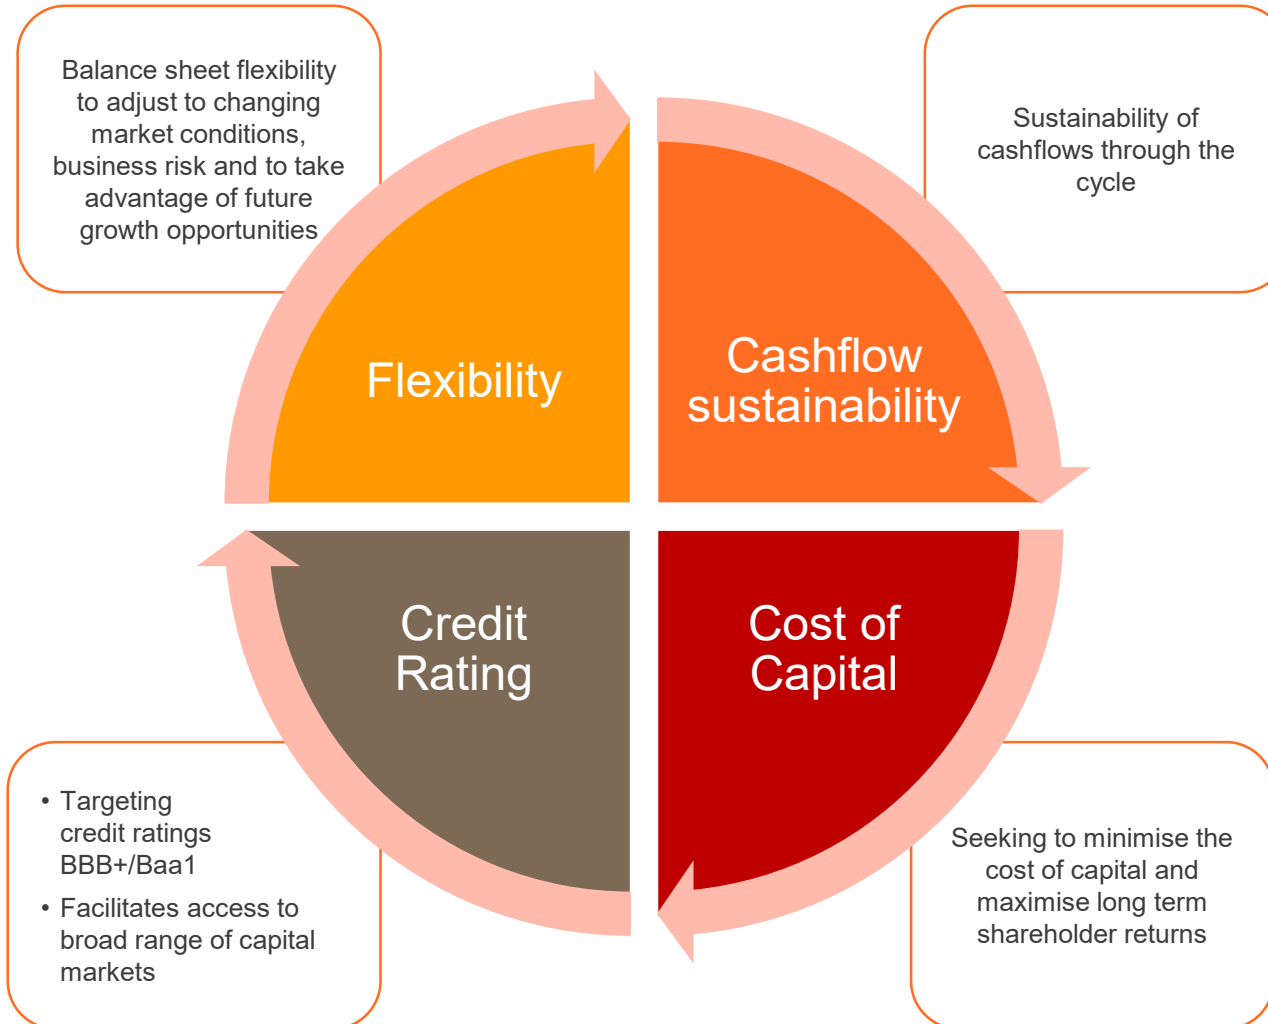 Balance sheet flexibility
to adjust to changing
market conditions,
business risk and to take
advantage of future
growth opportunities
Sustainability of
cashflows through the
cycle
Flexibility
Cashflow
sustainability
Credit
Rating
Cost of
Capital
• Targeting
credit ratings
BBB+/Baa1
• Facilitates access to
broad range of capital
markets
Seeking to minimise the
cost of capital and
maximise long term
shareholder returns